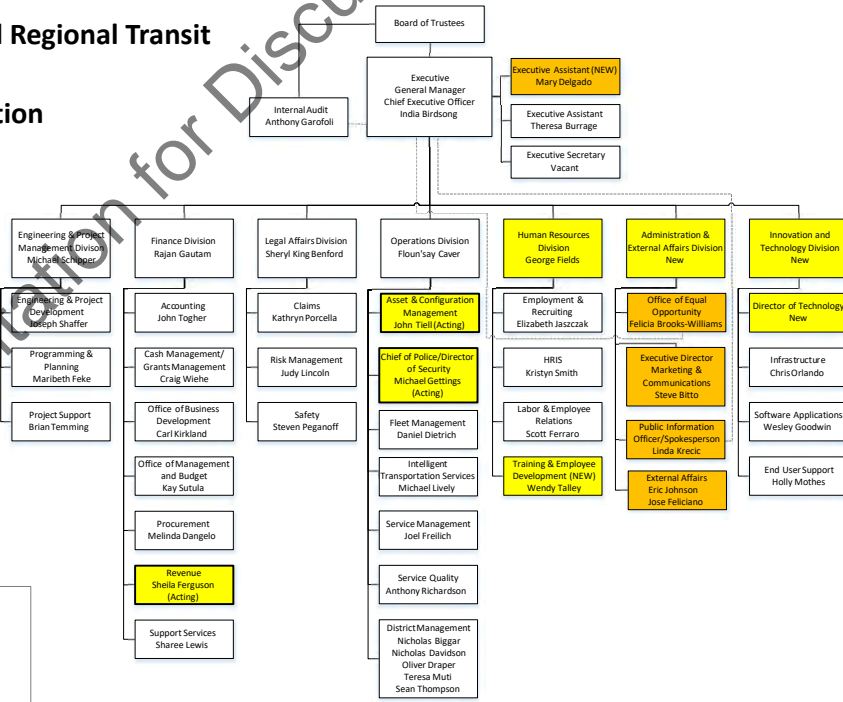 l Regional Transit
tion
tation for Discu
Board of Trustees
Executive
General Manager
Chief Executive Officer
India Birdsong
Internal Audit
Anthony Garofoli
Executive Assistant (NEW)
Mary Delgado
Executive Assistant
Theresa Burrage
Executive Secretary
Vacant
Engineering & Project
Management Divison
Michael Schipper
Engineering & Project
Development
Joseph Shaffer
Programming &
Planning
Maribeth Feke
Project Support
Brian Temming
Finance Division
Rajan Gautam
Accounting
John Togher
Cash Management/
Grants Management
Craig Wiehe
Office of Business
Development
Carl Kirkland
Office of Management
and Budget
Kay Sutula
Procurement
Melinda Dangelo
Revenue
Sheila Ferguson
(Acting)
Support Services
Sharee Lewis
Legal Affairs Division
Sheryl King Benford
Claims
Kathryn Porcella
Risk Management
Judy Lincoln
Safety
Steven Peganoff
Operations Division
Floun'say Caver
Asset & Configuration
Management
John Tiell (Acting)
Chief of Police/Director
of Security
Michael Gettings
(Acting)
Fleet Management
Daniel Dietrich
Intelligent
Transportation Services
Michael Lively
Service Management
Joel Freilich
Service Quality
Anthony Richardson
District Management
Nicholas Biggar
Nicholas Davidson
Oliver Draper
Teresa Muti
Sean Thompson
Human Resources
Division
George Fields
Employment &
Recruiting
Elizabeth Jaszczak
HRIS
Kristyn Smith
Labor & Employee
Relations
Scott Ferraro
Training & Employee
Development (NEW)
Wendy Talley
Administration &
External Affairs Division
New
Office of Equal
Opportunity
Felicia Brooks-Williams
Executive Director
Marketing &
Communications
Steve Bitto
Public Information
Officer/Spokesperson
Linda Krecic
External Affairs
Eric Johnson
Jose Feliciano
Innovation and
Technology Division
New
Director of Technology
New
Infrastructure
Chris Orlando
Software Applications
Wesley Goodwin
End User Support
Holly Mothes